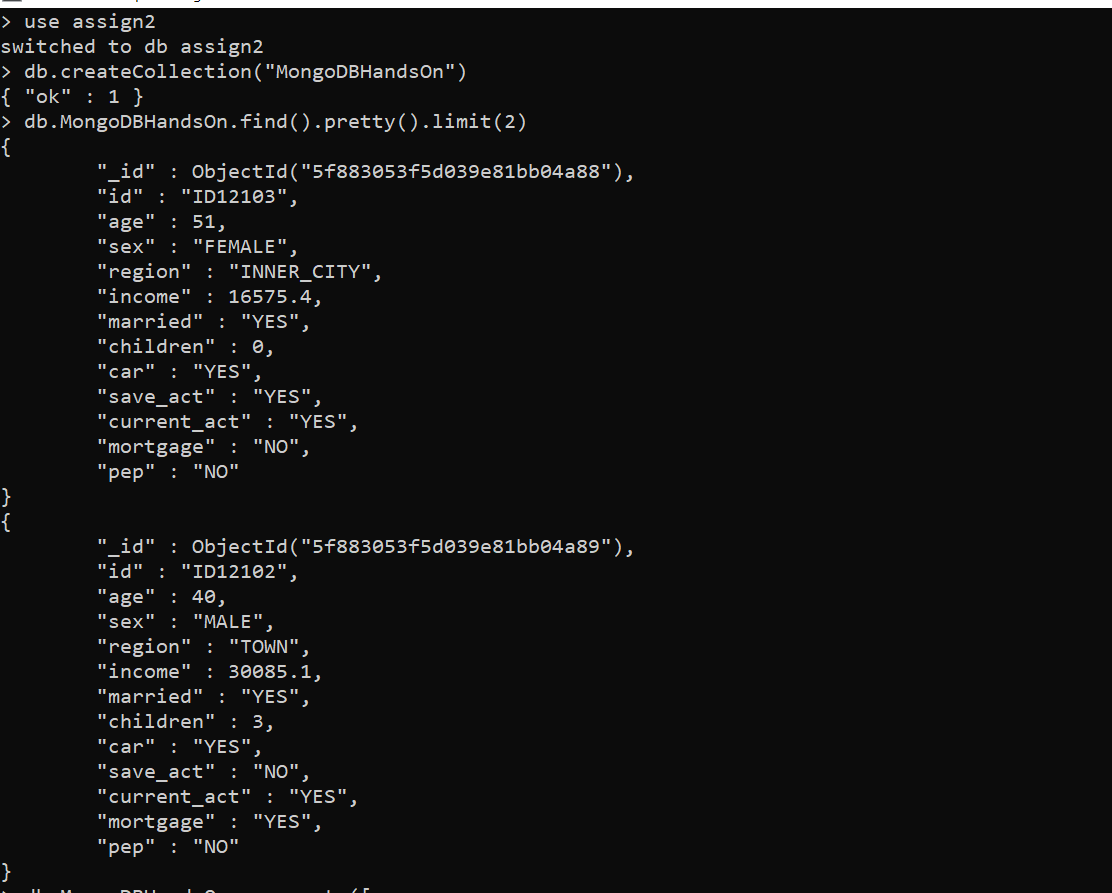 > use assign2
switched to db assign2
> db.createCollection("MongoDBHandsOn")
{ "ok" : 1 }
> db.MongoDBHandsOn.find().pretty().limit(2)
{
        "_id" : ObjectId("5f883053f5d039e81bb04a88"),
        "id" : "ID12103",
        "age" : 51,
        "sex" : "FEMALE",
        "region" : "INNER_CITY",
        "income" : 16575.4,
        "married" : "YES",
        "children" : 0,
        "car" : "YES",
        "save_act" : "YES",
        "current_act" : "YES",
        "mortgage" : "NO",
        "pep" : "NO"
}
{
        "_id" : ObjectId("5f883053f5d039e81bb04a89"),
        "id" : "ID12102",
        "age" : 40,
        "sex" : "MALE",
        "region" : "TOWN",
        "income" : 30085.1,
        "married" : "YES",
        "children" : 3,
        "car" : "YES",
        "save_act" : "NO",
        "current_act" : "YES",
        "mortgage" : "YES",
        "pep" : "NO"
}